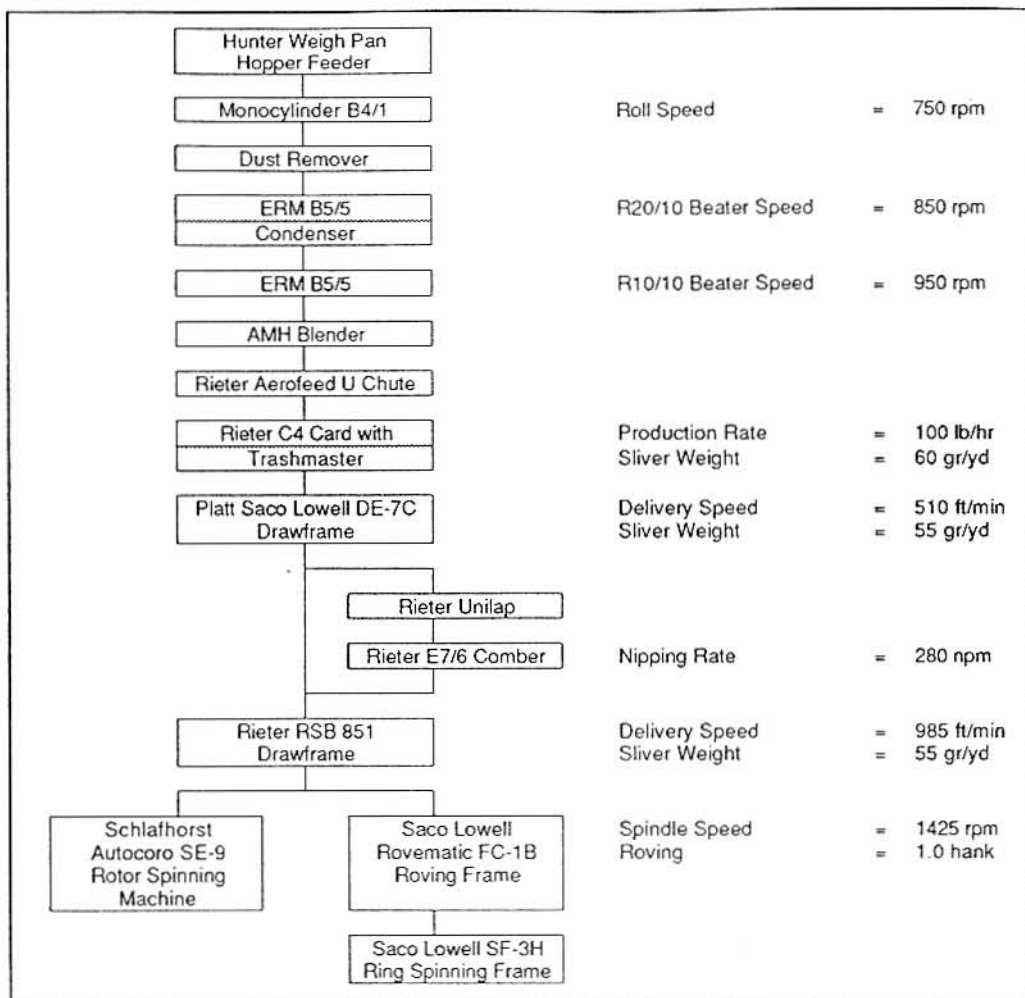 Hunter Weigh Pan
Hopper Feeder
Monocylinder B4/1
Roll Speed = 750 rpm
Dust Remover
ERM B5/5
Condenser
R20/10 Beater Speed = 850 rpm
ERM B5/5
R10/10 Beater Speed = 950 rpm
AMH Blender
Rieter Aerofeed U Chute
Rieter C4 Card with
Trashmaster
Production Rate = 100 lb/hr
Sliver Weight = 60 gr/yd
Platt Saco Lowell DE-7C
Drawframe
Delivery Speed = 510 ft/min
Sliver Weight = 55 gr/yd
Rieter Unilap
Rieter E7/6 Comber
Nipping Rate = 280 npm
Rieter RSB 851
Drawframe
Delivery Speed = 985 ft/min
Sliver Weight = 55 gr/yd
Schlafhorst
Autocoro SE-9
Rotor Spinning
Machine
Saco Lowell
Rovematic FC-1B
Roving Frame
Spindle Speed = 1425 rpm
Roving = 1.0 hank
Saco Lowell SF-3H
Ring Spinning Frame